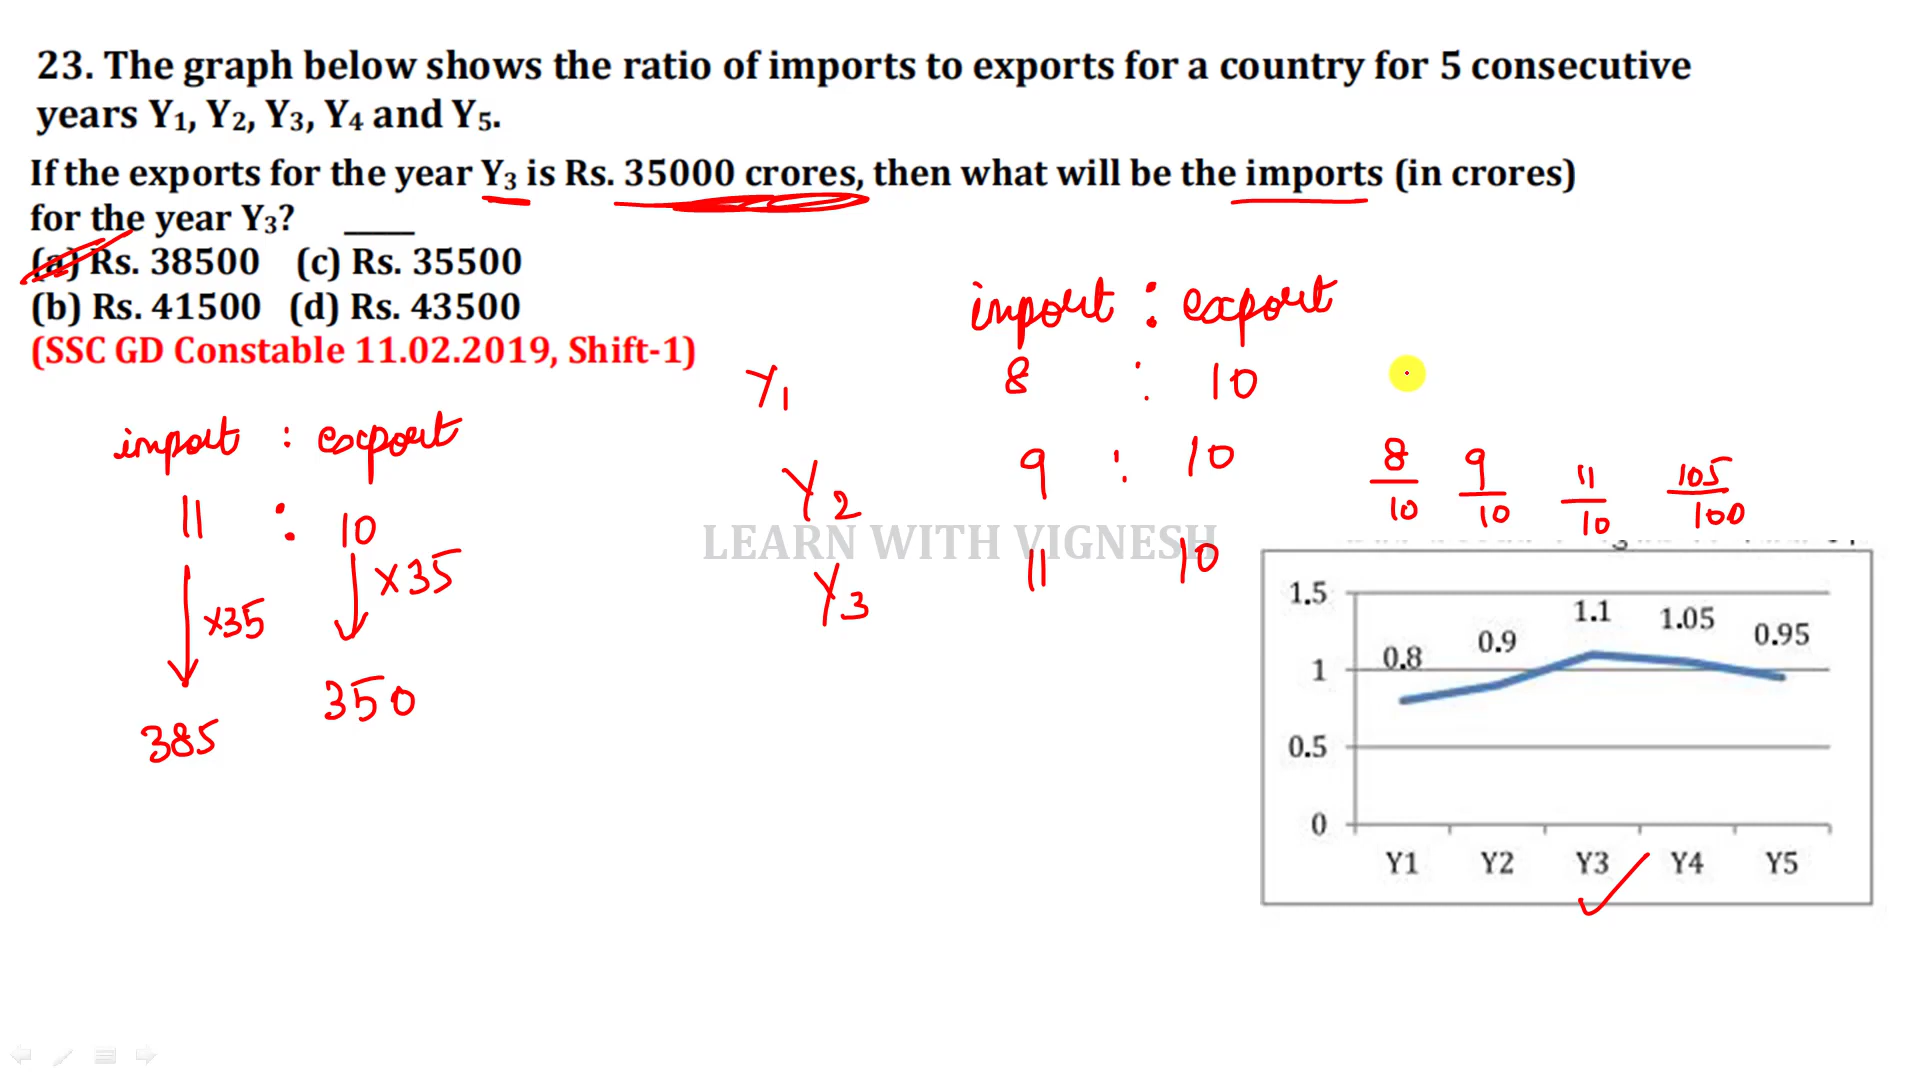 23. The graph below shows the ratio of imports to exports for a country for 5 consecutive
years Y₁, Y₂, Y₃, Y₄ and Y₅.
If the exports for the year Y₃ is Rs. 35000 crores, then what will be the imports (in crores)
for the year Y₃? ____
(a) Rs. 38500 (c) Rs. 35500
(b) Rs. 41500 (d) Rs. 43500
(SSC GD Constable 11.02.2019, Shift-1)
import : export
11 : 10
×35 ×35
385 350
import : export
Y₁ 8 : 10
Y₂ 9 : 10
Y₃ 11 10
8/10 9/10 11/10 105/100
LEARN WITH VIGNESH
1.5
1
0.5
0
0.8 0.9 1.1 1.05 0.95
Y1 Y2 Y3 Y4 Y5